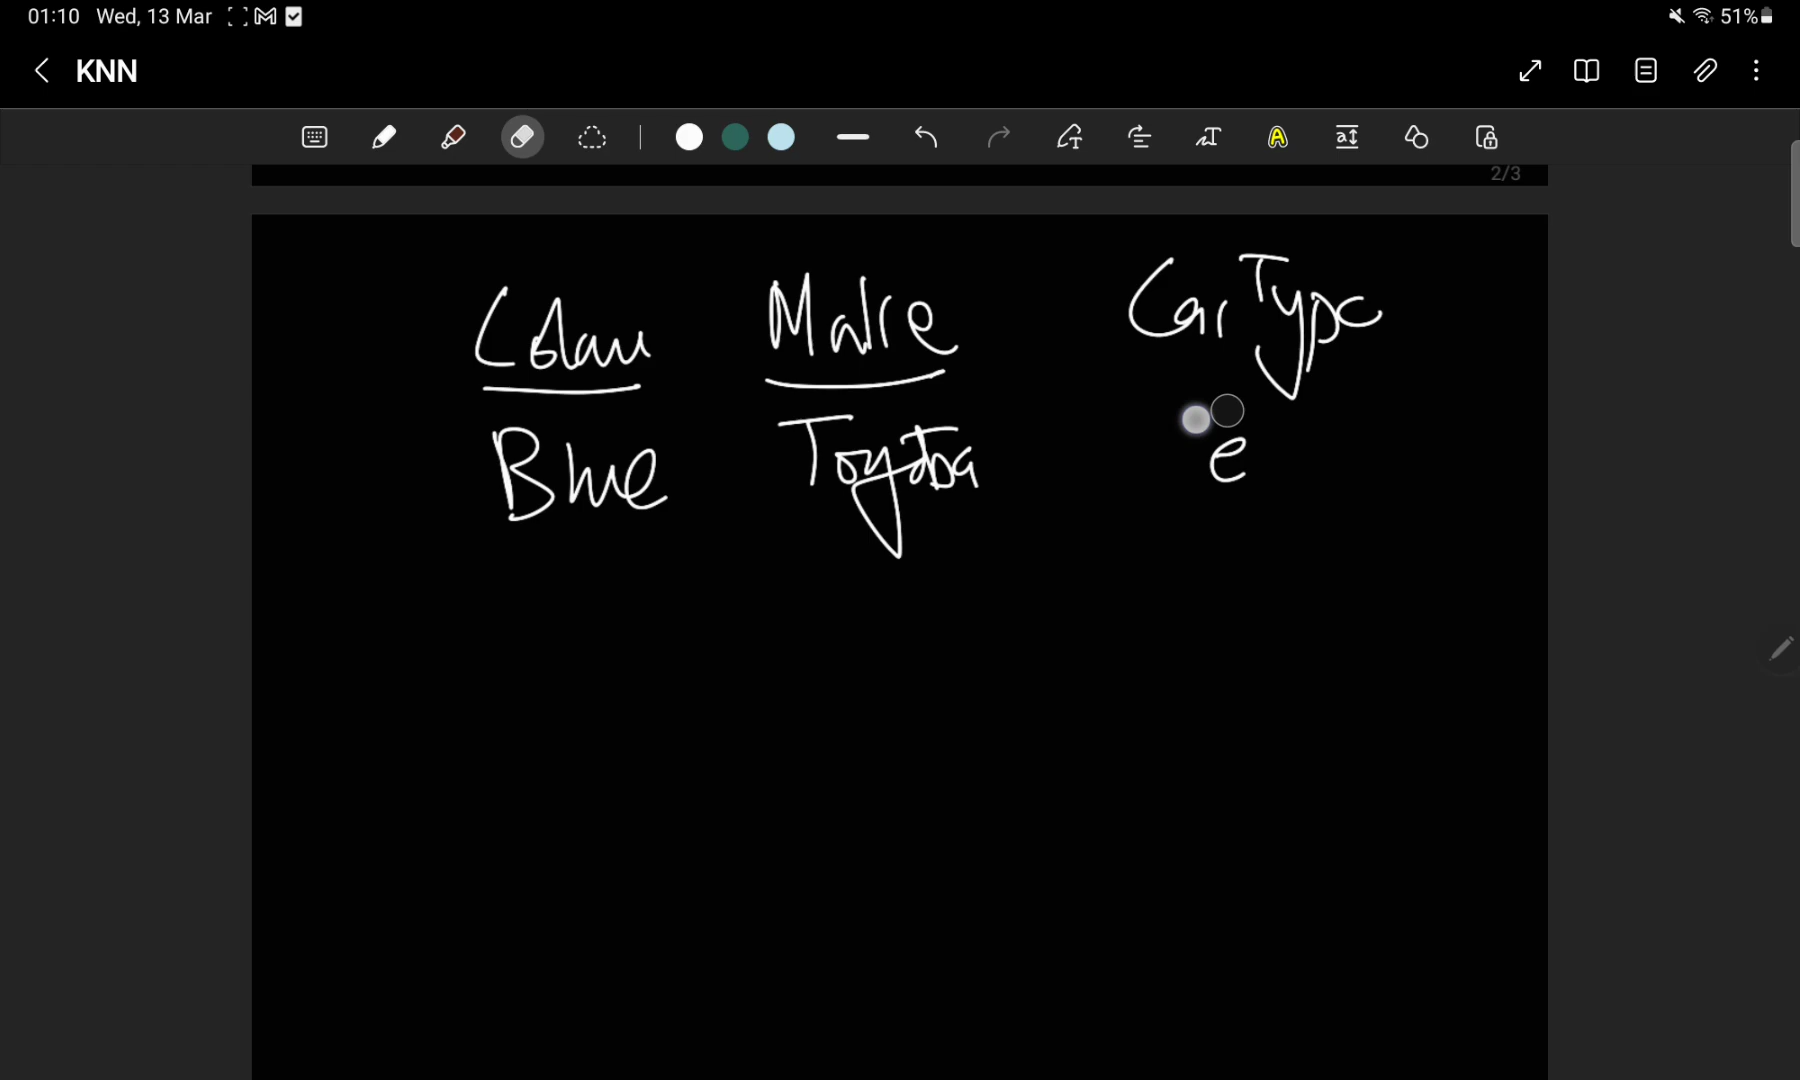 01:10 Wed, 13 Mar 51%
KNN
2/3
Colour Make Car Type
Blue Toyota e